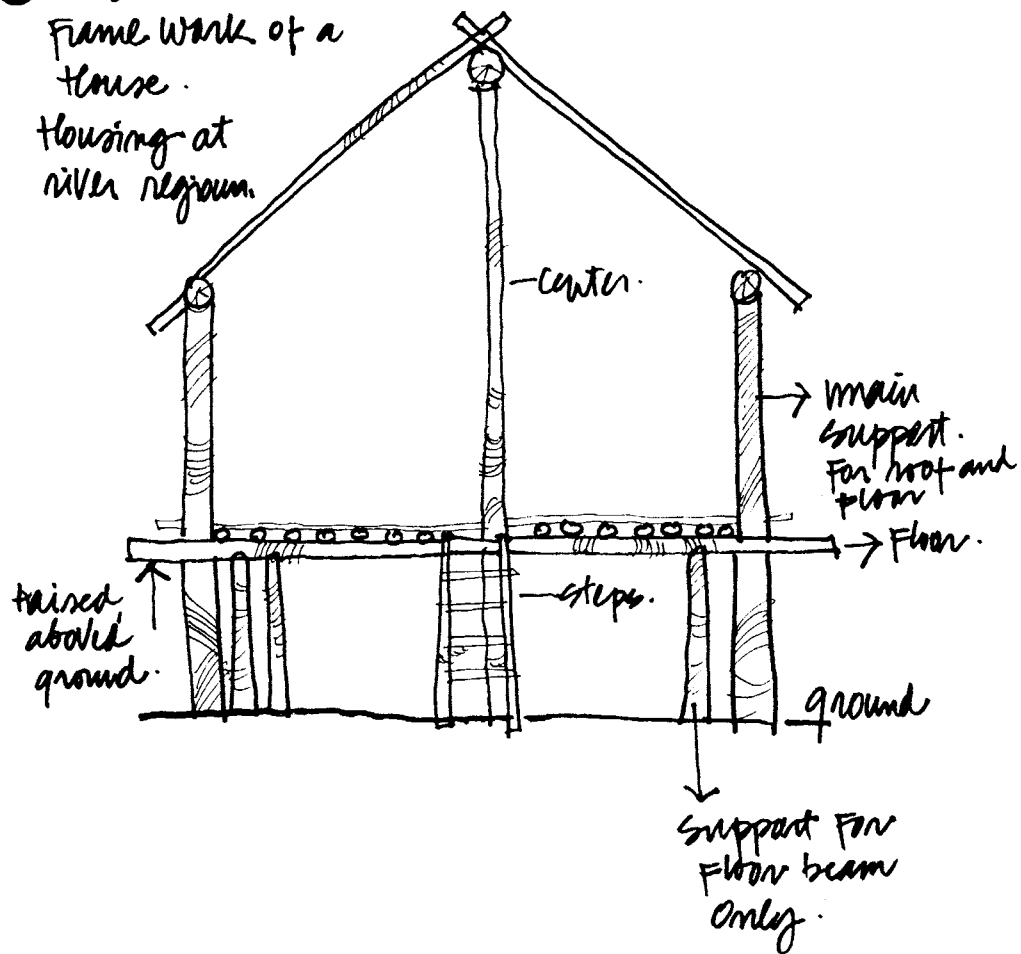 Frame Work of a
House.
Housing at
river region.
center.
main
support.
For roof and
floor
Floor.
raised
above
ground.
steps.
ground
support For
Floor beam
Only.